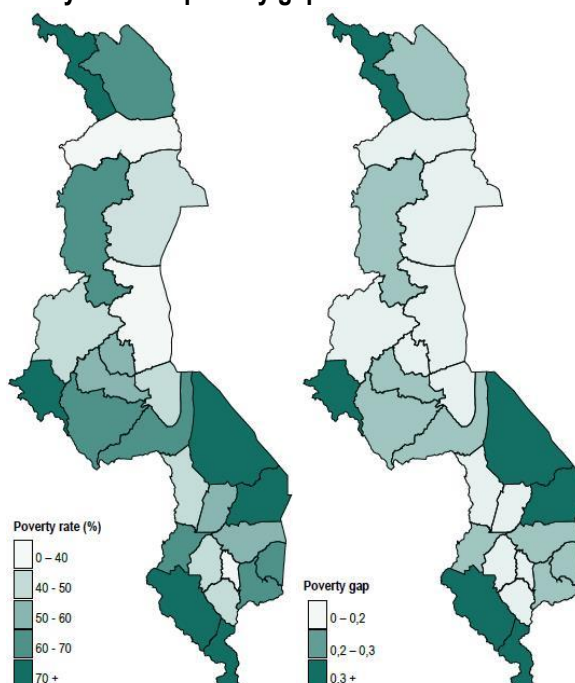 Poverty rate (%)
0 – 40
40 - 50
50 - 60
60 - 70
70 +
Poverty gap
0 – 0,2
0,2 – 0,3
0,3 +